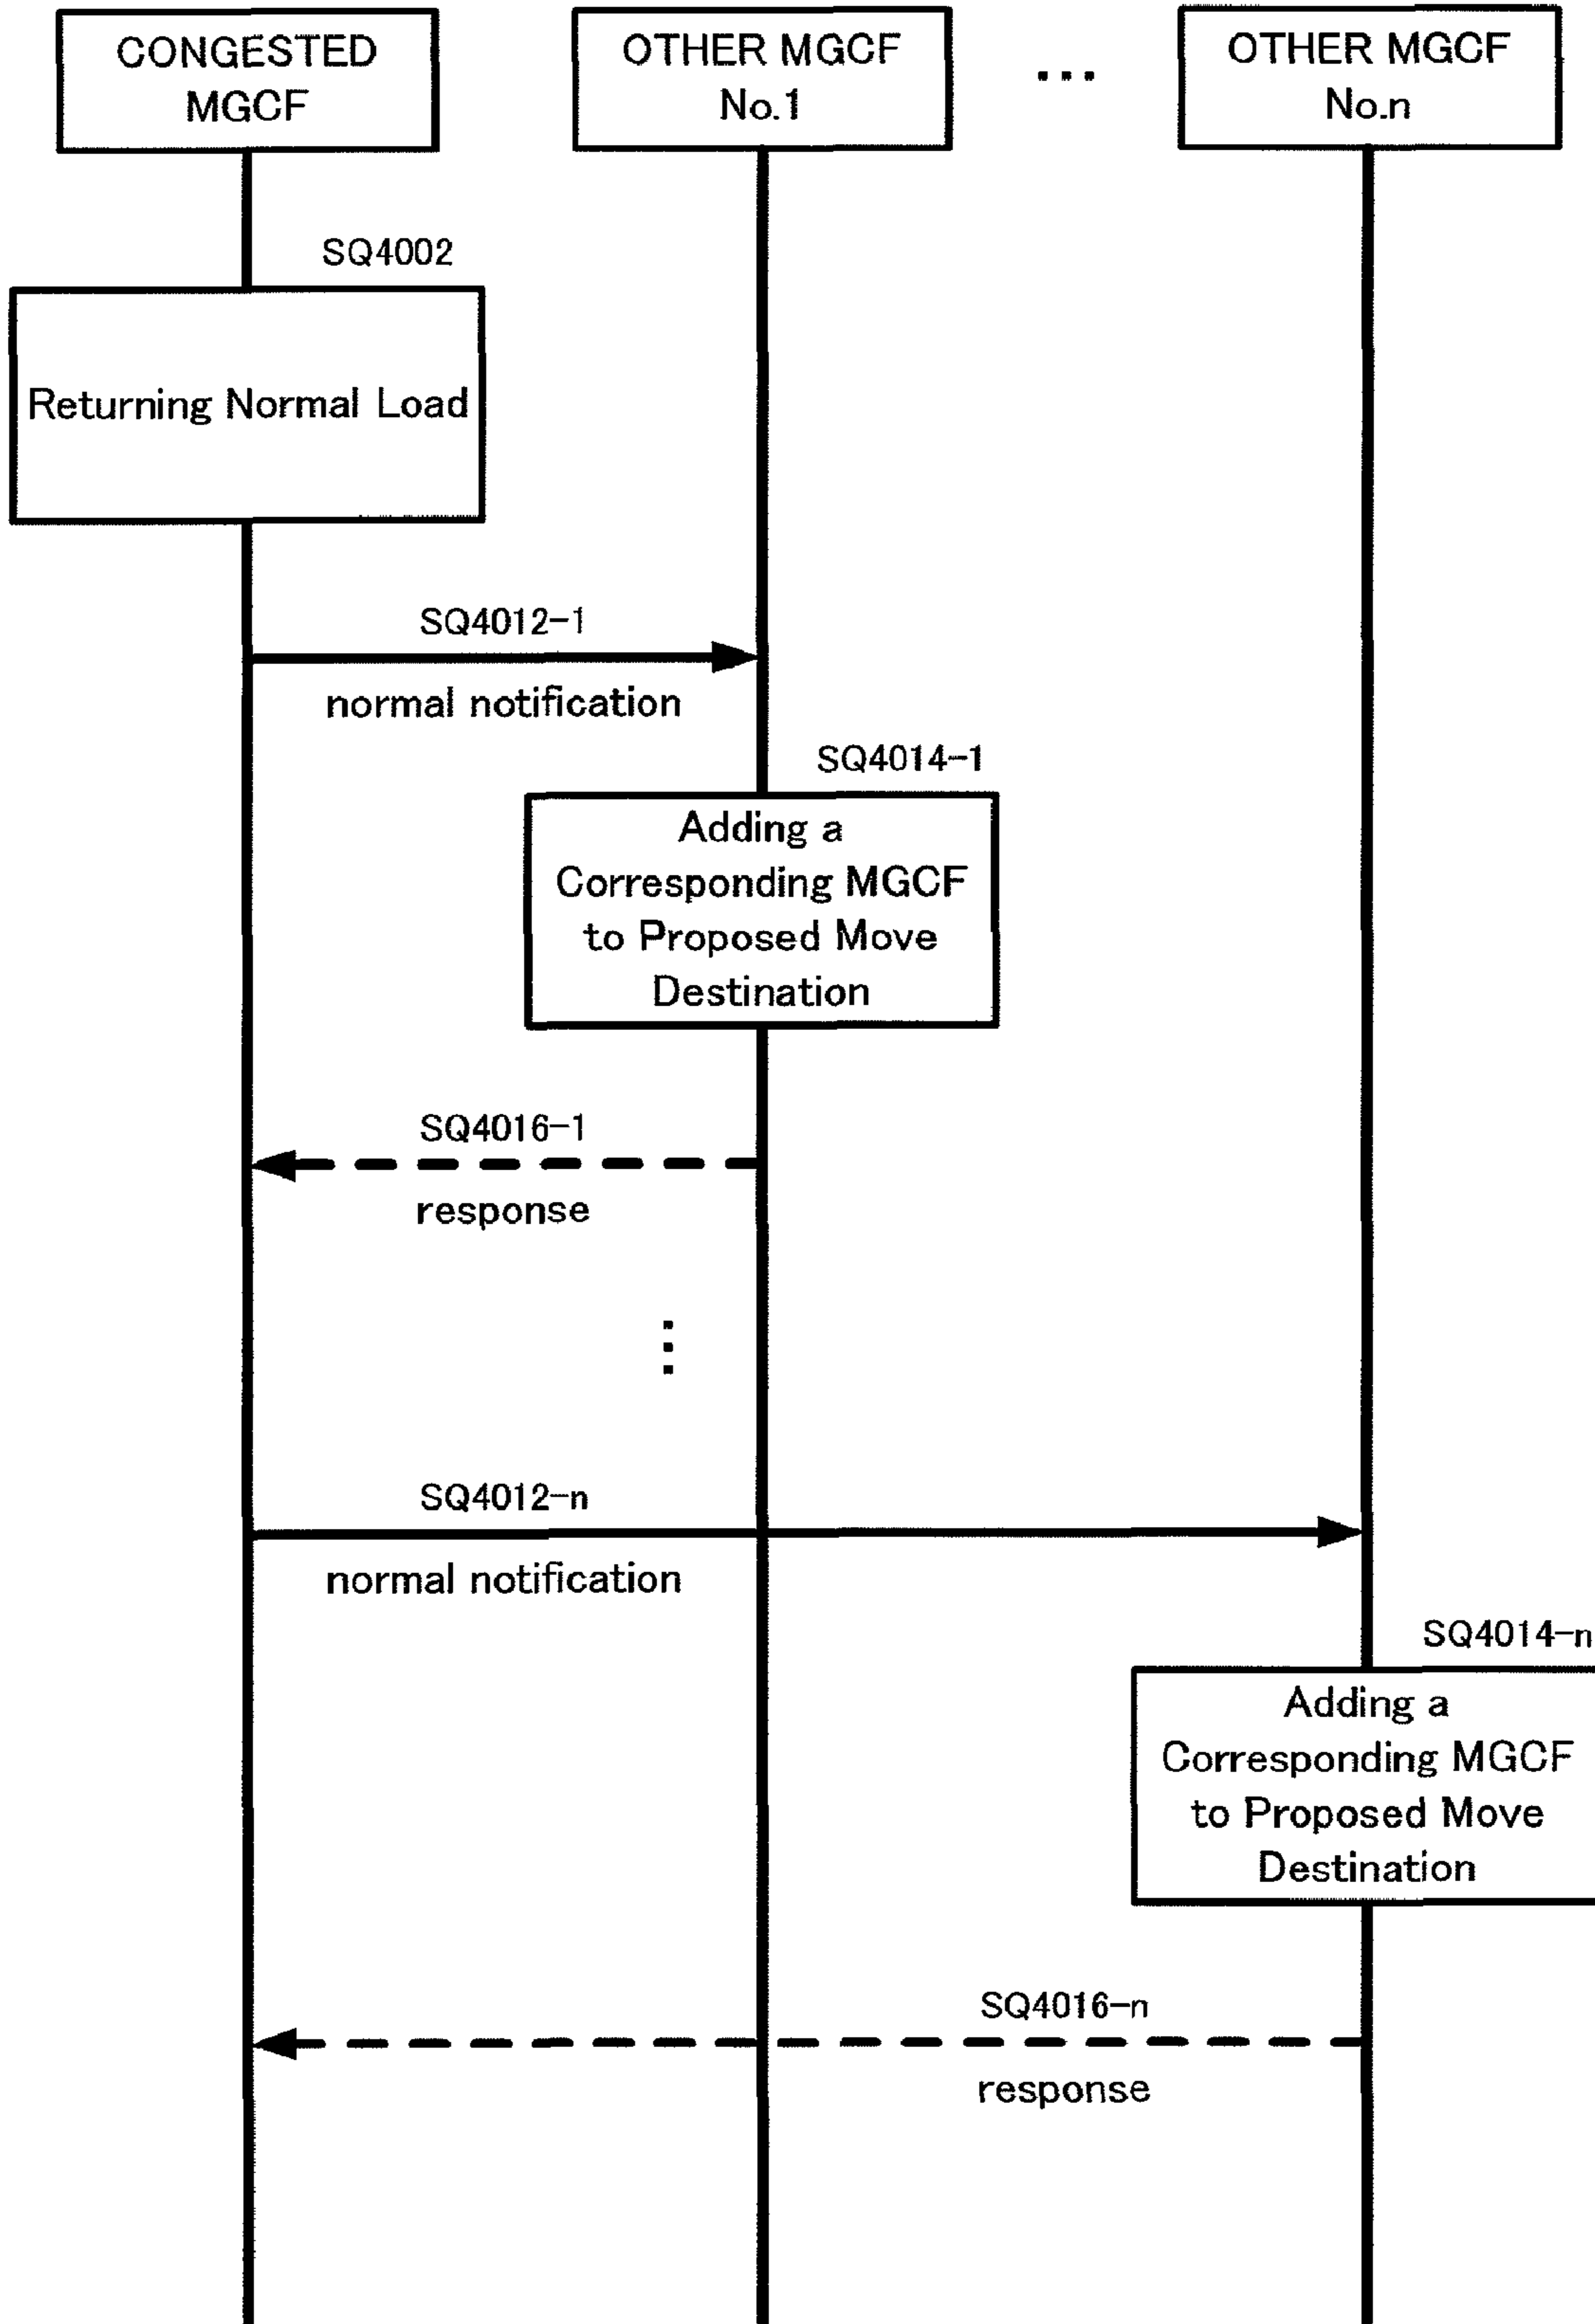 CONGESTED
MGCF
OTHER MGCF
No.1
...
OTHER MGCF
No.n
SQ4002
Returning Normal Load
SQ4012-1
normal notification
SQ4014-1
Adding a
Corresponding MGCF
to Proposed Move
Destination
SQ4016-1
response
SQ4012-n
normal notification
SQ4014-n
Adding a
Corresponding MGCF
to Proposed Move
Destination
SQ4016-n
response